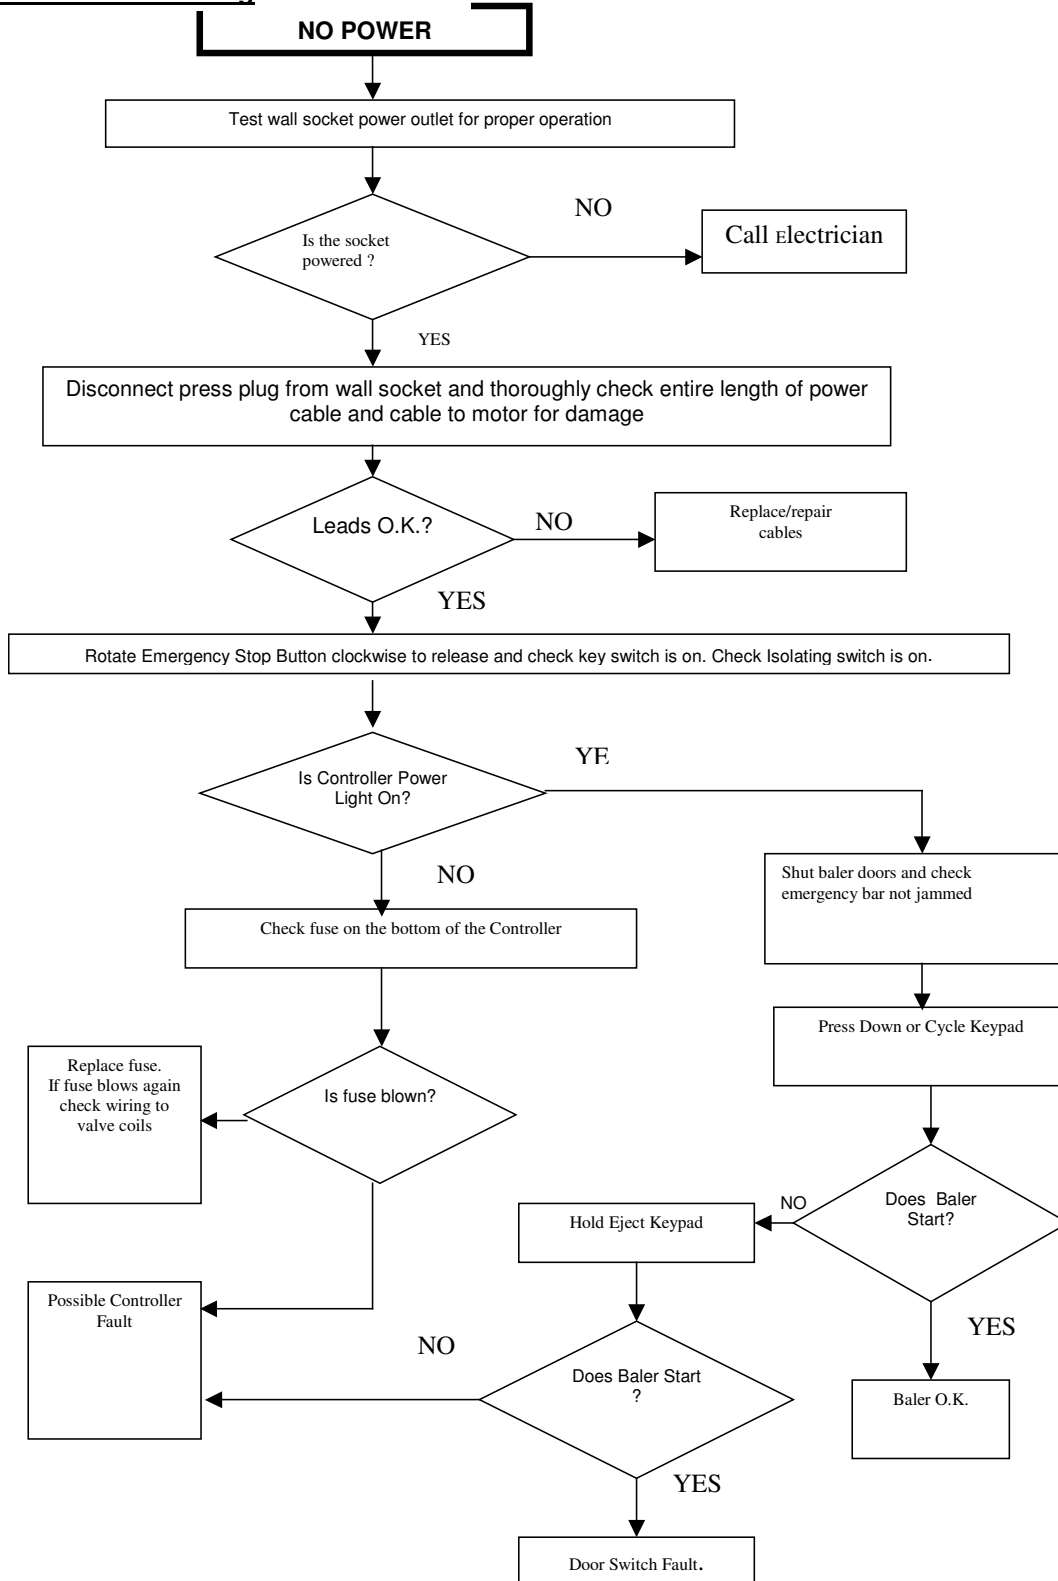 NO POWER
Test wall socket power outlet for proper operation
NO
Is the socket
powered ?
Call Electrician
YES
Disconnect press plug from wall socket and thoroughly check entire length of power
cable and cable to motor for damage
Leads O.K.?
NO
Replace/repair
cables
YES
Rotate Emergency Stop Button clockwise to release and check key switch is on. Check Isolating switch is on.
Is Controller Power
Light On?
YE
NO
Shut baler doors and check
emergency bar not jammed
Check fuse on the bottom of the Controller
Press Down or Cycle Keypad
Replace fuse.
If fuse blows again
check wiring to
valve coils
Is fuse blown?
Does Baler
Start?
NO
Hold Eject Keypad
Possible Controller
Fault
NO
YES
Does Baler Start
?
Baler O.K.
YES
Door Switch Fault.